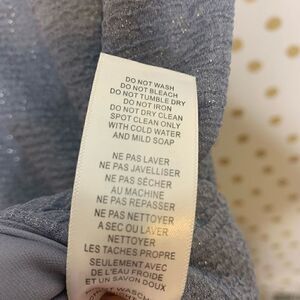 DO NOT WASH
DO NOT BLEACH
DO NOT TUMBLE DRY
DO NOT IRON
DO NOT DRY CLEAN
SPOT CLEAN ONLY
WITH COLD WATER
AND MILD SOAP
NE PAS LAVER
NE PAS JAVELLISER
NE PAS SÉCHER
AU MACHINE
NE PAS REPASSER
NE PAS NETTOYER
A SEC OU LAVER
NETTOYER
LES TACHES PROPRE
SEULEMENT AVEC
DE L'EAU FROIDE
ET UN SAVON DOUX